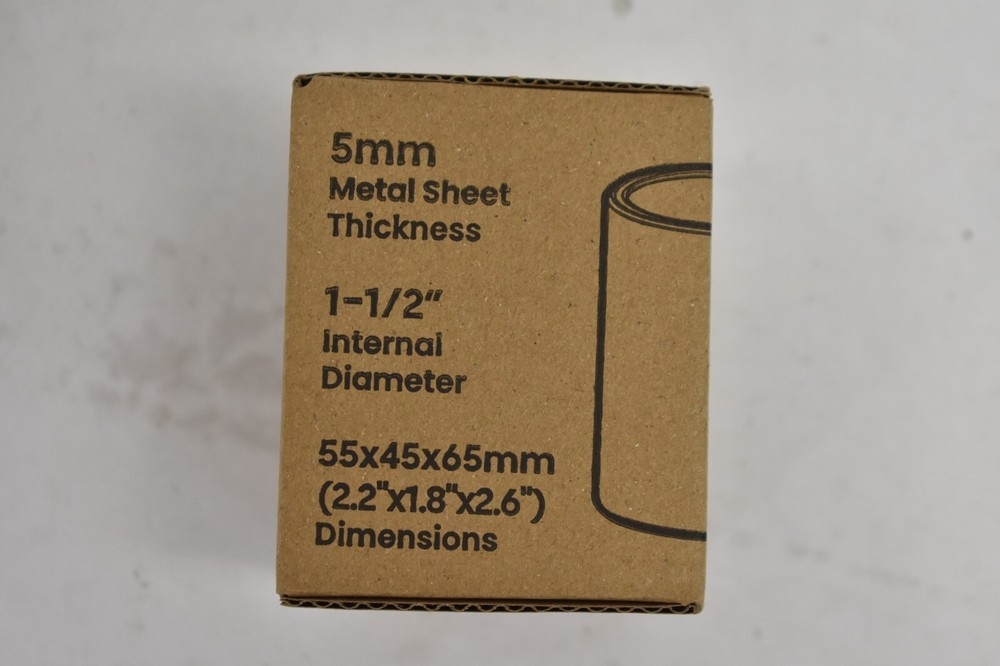 5mm
Metal Sheet
Thickness
1-1/2"
Internal
Diameter
55x45x65mm
(2.2"x1.8"x2.6")
Dimensions